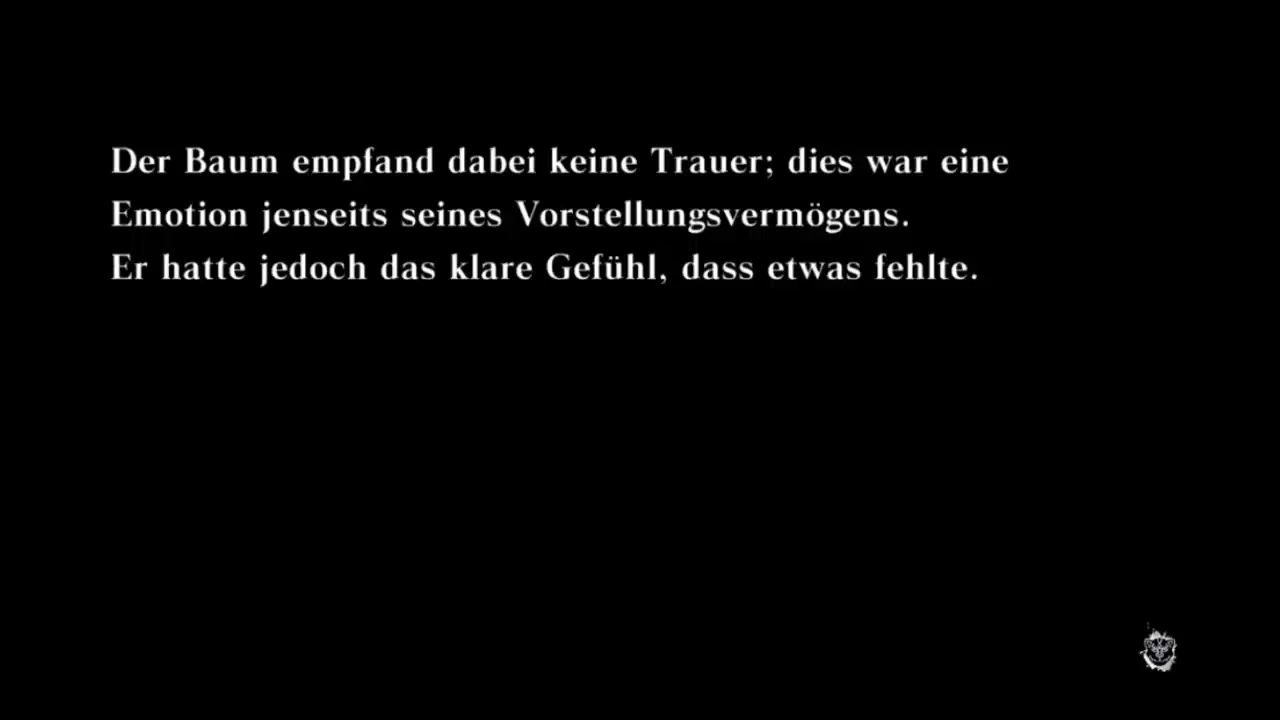 Der Baum empfand dabei keine Trauer; dies war eine
Emotion jenseits seines Vorstellungsvermögens.
Er hatte jedoch das klare Gefühl, dass etwas fehlte.